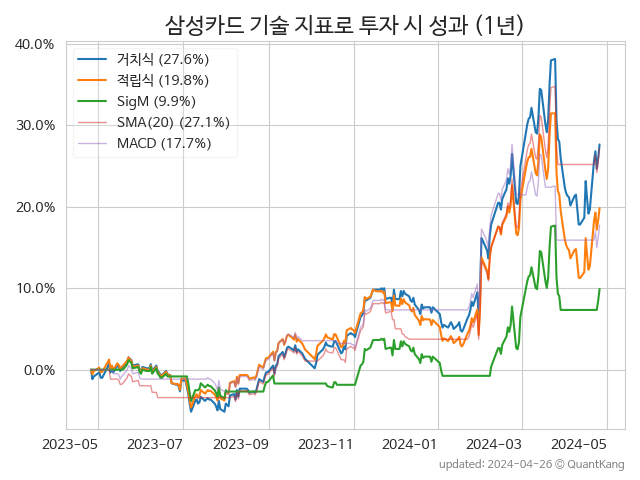 삼성카드 기술 지표로 투자 시 성과 (1년)
40.0%
30.0%
20.0%
10.0%
0.0%
거치식 (27.6%)
적립식 (19.8%)
SigM (9.9%)
SMA(20) (27.1%)
MACD (17.7%)
2023-05 2023-07 2023-09 2023-11 2024-01 2024-03 2024-05
updated: 2024-04-26 © QuantKang